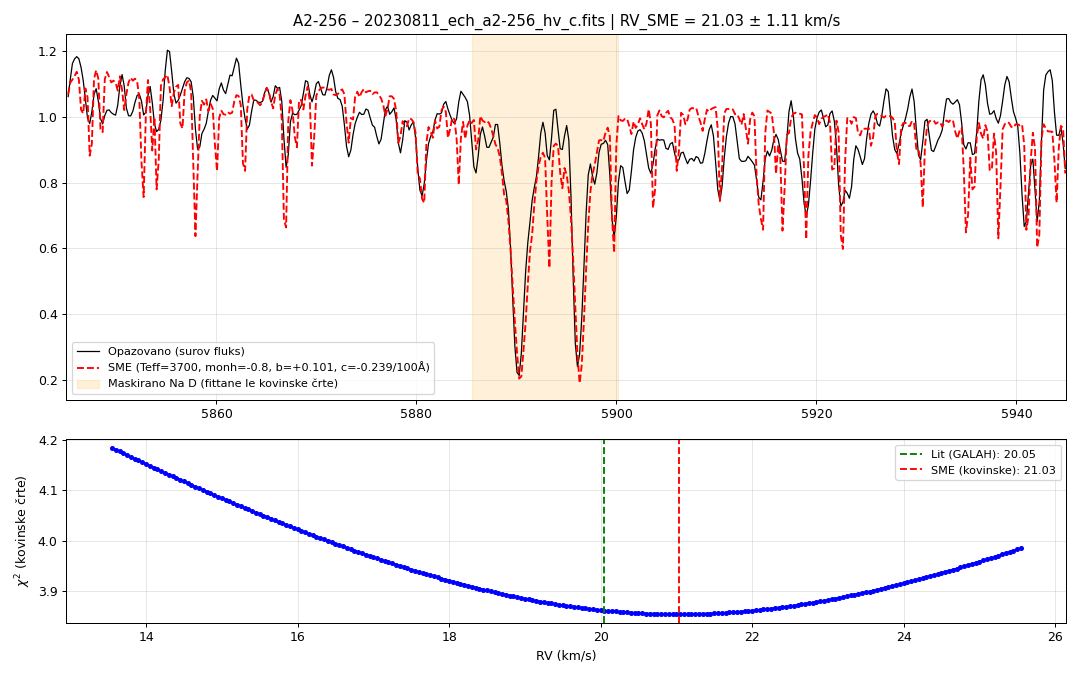 A2-256 – 20230811_ech_a2-256_hv_c.fits | RV_SME = 21.03 ± 1.11 km/s
1.2
1.0
0.8
0.6
0.4
0.2
Opazovano (surov fluks)
SME (Teff=3700, monh=-0.8, b=+0.101, c=-0.239/100Å)
Maskirano Na D (fittane le kovinske črte)
5860
5880
5900
5920
5940
4.2
4.1
4.0
3.9
χ² (kovinske črte)
Lit (GALAH): 20.05
SME (kovinske): 21.03
14
16
18
20
22
24
26
RV (km/s)